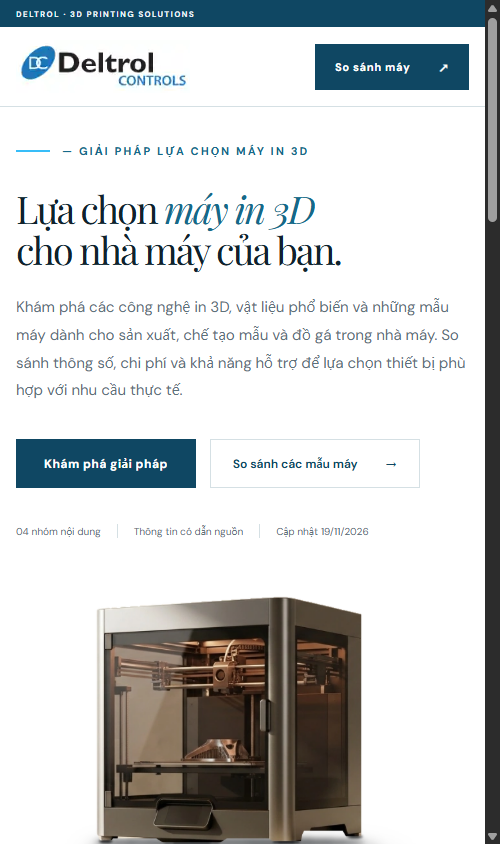 DELTROL · 3D PRINTING SOLUTIONS
DC Deltrol
CONTROLS
So sánh máy ↗
— GIẢI PHÁP LỰA CHỌN MÁY IN 3D
Lựa chọn máy in 3D
cho nhà máy của bạn.
Khám phá các công nghệ in 3D, vật liệu phổ biến và những mẫu
máy dành cho sản xuất, chế tạo mẫu và đồ gá trong nhà máy. So
sánh thông số, chi phí và khả năng hỗ trợ để lựa chọn thiết bị phù
hợp với nhu cầu thực tế.
Khám phá giải pháp
So sánh các mẫu máy →
04 nhóm nội dung
Thông tin có dẫn nguồn
Cập nhật 19/11/2026